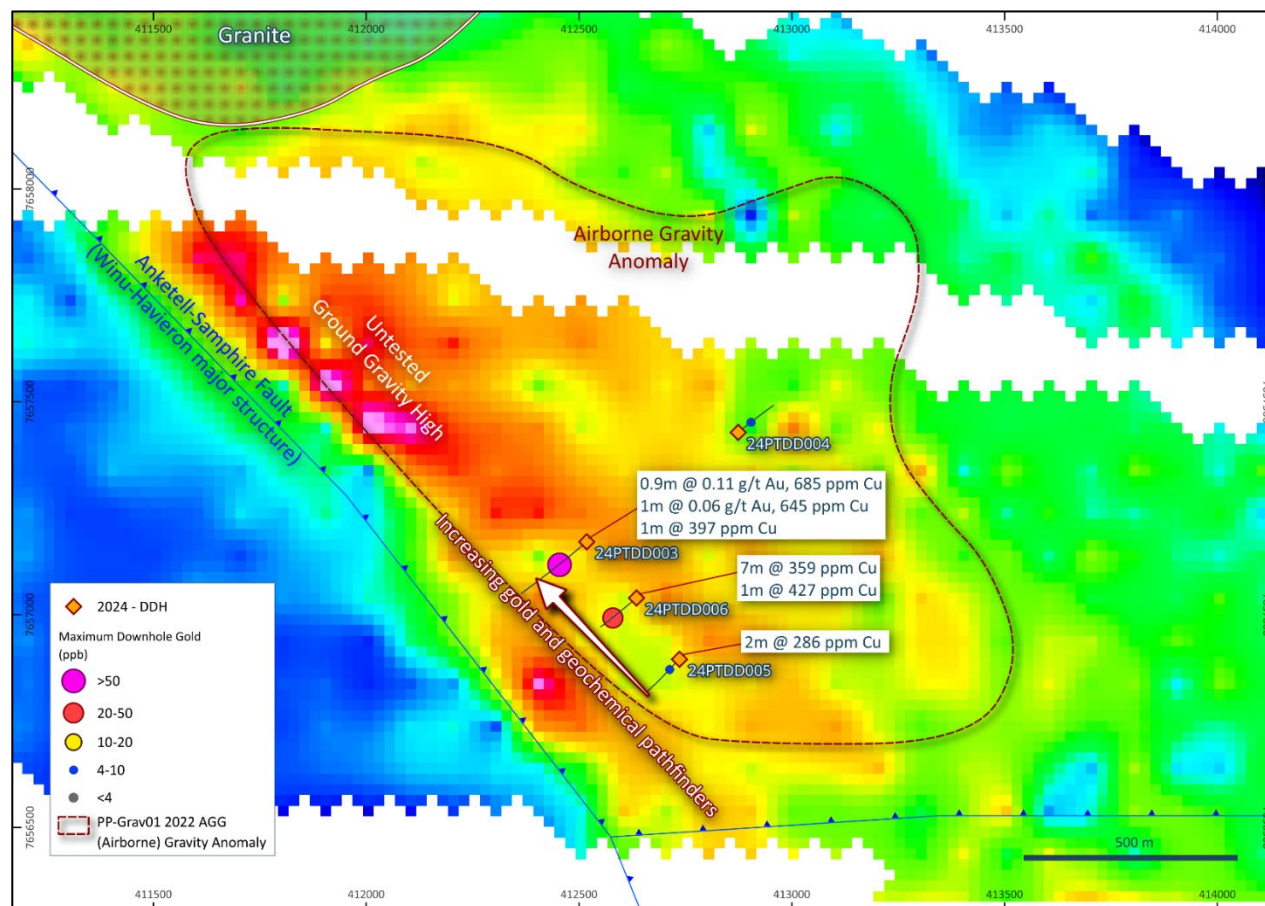 411500
412000
412500
413000
413500
414000
Granite
7658000
Airborne Gravity
Anomaly
Anketell-Samphire Fault
(Winu-Havieron major structure)
Untested
Ground Gravity High
7657500
24PTDD004
0.9m @ 0.11 g/t Au, 685 ppm Cu
1m @ 0.06 g/t Au, 645 ppm Cu
1m @ 397 ppm Cu
24PTDD003
7m @ 359 ppm Cu
1m @ 427 ppm Cu
24PTDD006
2m @ 286 ppm Cu
24PTDD005
Increasing gold and geochemical pathfinders
7657000
2024 - DDH
Maximum Downhole Gold
(ppb)
>50
20-50
10-20
4-10
<4
PP-Grav01 2022 AGG
(Airborne) Gravity Anomaly
7656500
500 m
411500
412000
412500
413000
413500
414000